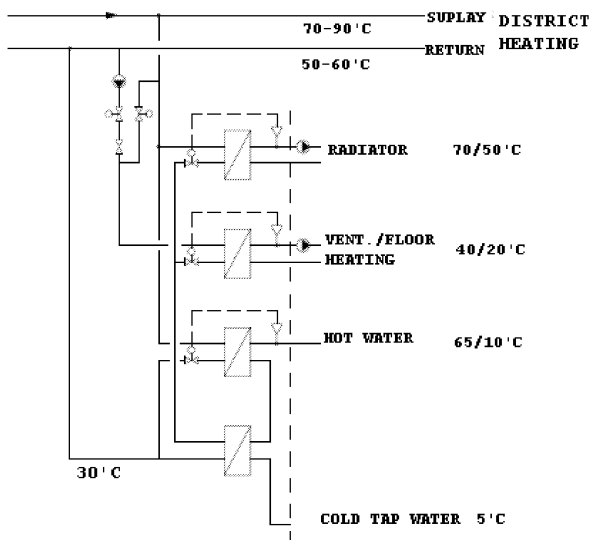 SUPLAY DISTRICT
70-90'C
RETURN HEATING
50-60'C
RADIATOR 70/50'C
VENT./FLOOR
HEATING 40/20'C
HOT WATER 65/10'C
30'C
COLD TAP WATER 5'C